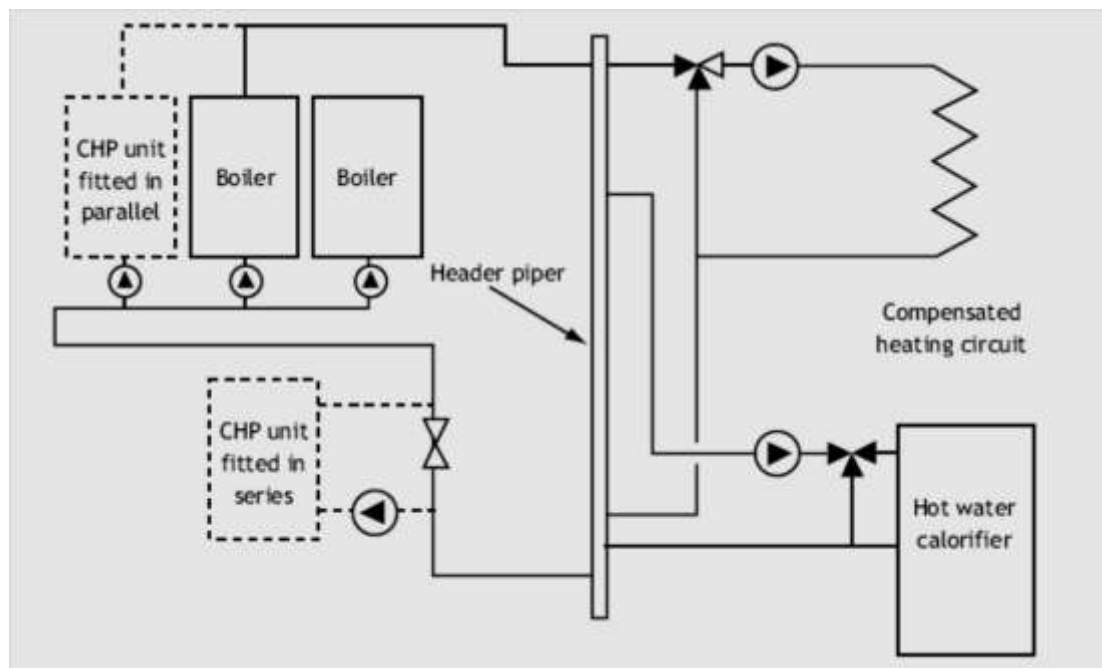 CHP unit
fitted in
parallel
Boiler
Boiler
Header piper
Compensated
heating circuit
CHP unit
fitted in
series
Hot water
calorifier